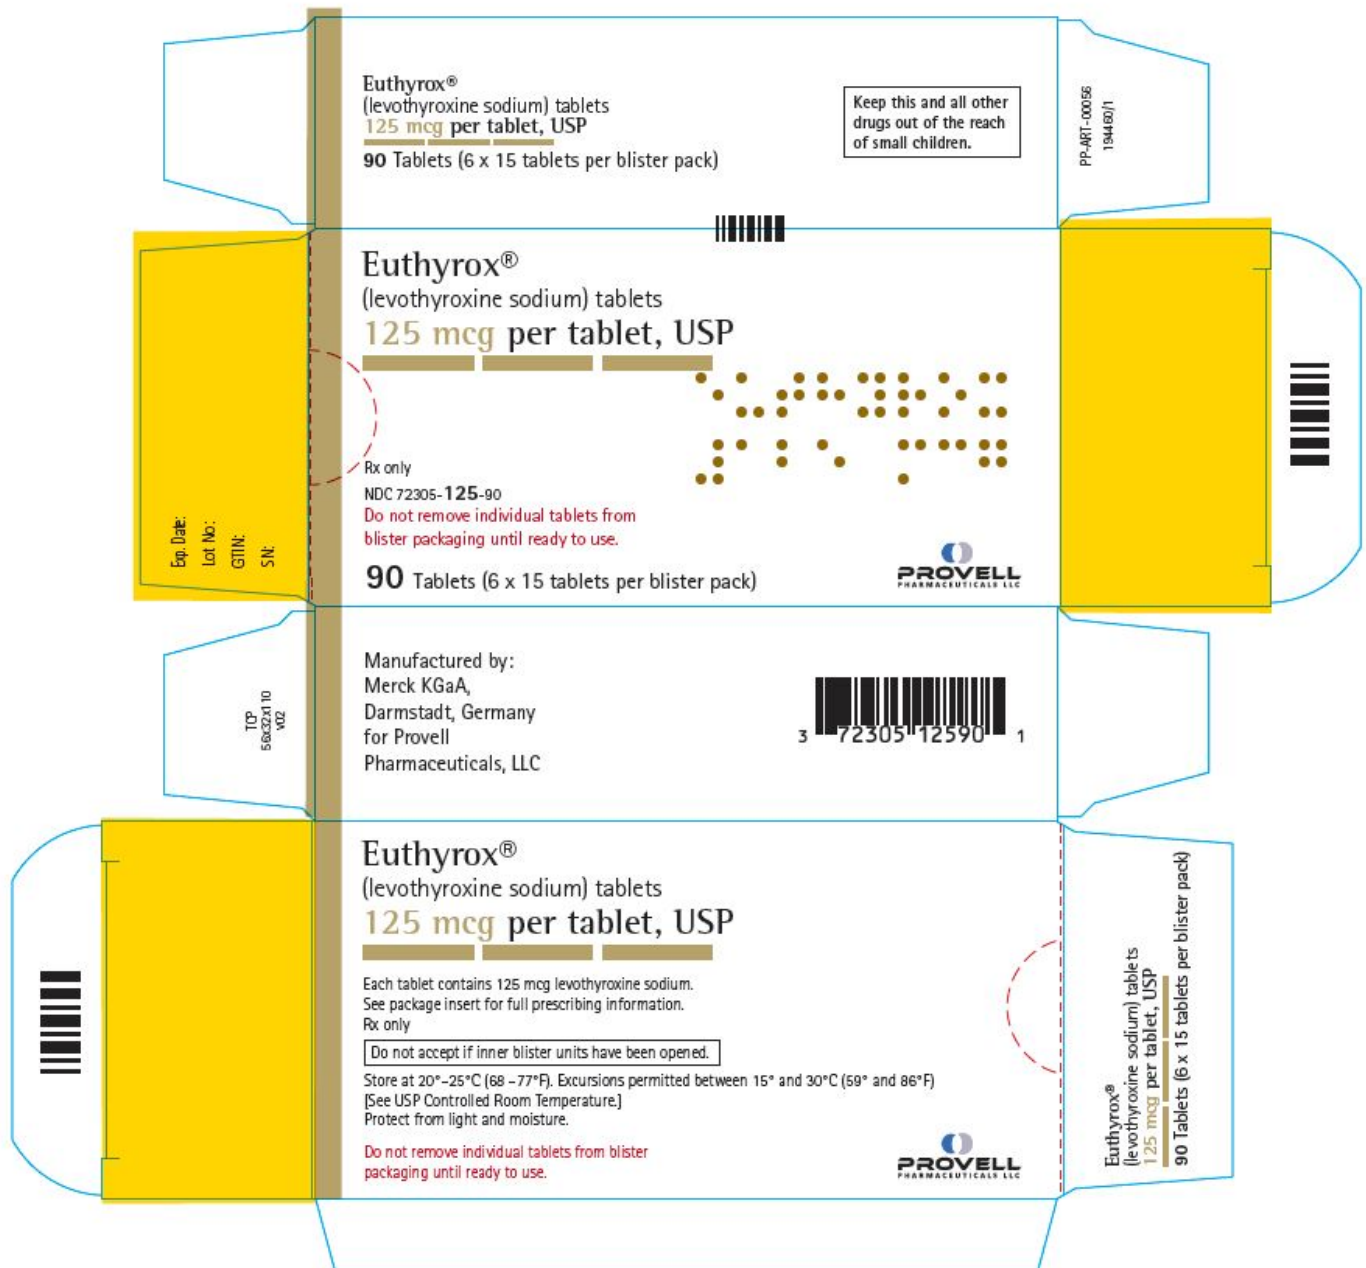 Euthyrox®
(levothyroxine sodium) tablets
125 mcg per tablet, USP
90 Tablets (6 x 15 tablets per blister pack)
Keep this and all other
drugs out of the reach
of small children.
PP-ART-00056
194460/1
Euthyrox®
(levothyroxine sodium) tablets
125 mcg per tablet, USP
Rx only
NDC 72305-125-90
Do not remove individual tablets from
blister packaging until ready to use.
90 Tablets (6 x 15 tablets per blister pack)
PROVELL
PHARMACEUTICALS LLC
Exp. Date:
Lot No:
GTIN:
SN:
TCP
56x32x110
v02
Manufactured by:
Merck KGaA,
Darmstadt, Germany
for Provell
Pharmaceuticals, LLC
3 72305 12590 1
Euthyrox®
(levothyroxine sodium) tablets
125 mcg per tablet, USP
Each tablet contains 125 mcg levothyroxine sodium.
See package insert for full prescribing information.
Rx only
Do not accept if inner blister units have been opened.
Store at 20°–25°C (68 –77°F). Excursions permitted between 15° and 30°C (59° and 86°F)
[See USP Controlled Room Temperature.]
Protect from light and moisture.
Do not remove individual tablets from blister
packaging until ready to use.
PROVELL
PHARMACEUTICALS LLC
Euthyrox®
(levothyroxine sodium) tablets
125 mcg per tablet, USP
90 Tablets (6 x 15 tablets per blister pack)